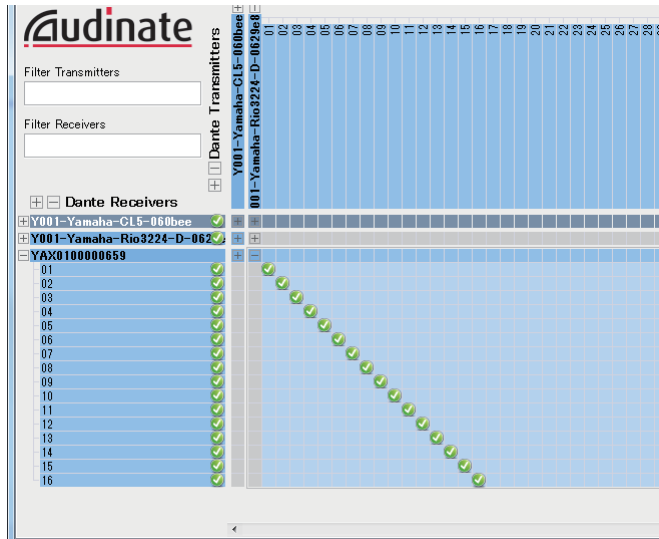 Audinate
Filter Transmitters
Filter Receivers
Dante Transmitters
Y001-Yamaha-CL5-060bee
001-Yamaha-Rio3224-D-0629e8
01 02 03 04 05 06 07 08 09 10 11 12 13 14 15 16 17 18 19 20 21 22 23 24 25 26 27 28
Dante Receivers
Y001-Yamaha-CL5-060bee
Y001-Yamaha-Rio3224-D-062
YAX0100000659
01
02
03
04
05
06
07
08
09
10
11
12
13
14
15
16